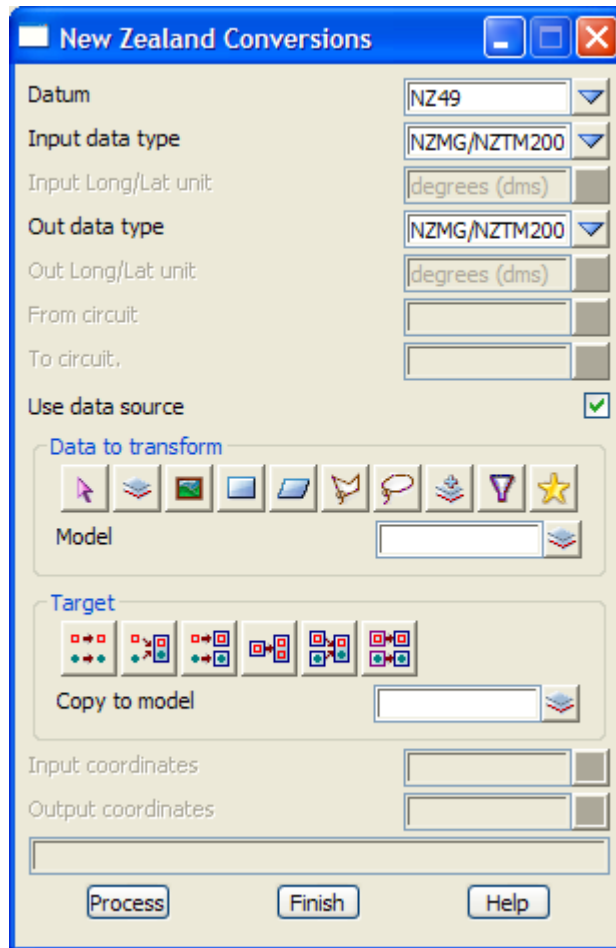 New Zealand Conversions
Datum NZ49
Input data type NZMG/NZTM200
Input Long/Lat unit degrees (dms)
Out data type NZMG/NZTM200
Out Long/Lat unit degrees (dms)
From circuit
To circuit.
Use data source
Data to transform
Model
Target
Copy to model
Input coordinates
Output coordinates
Process Finish Help